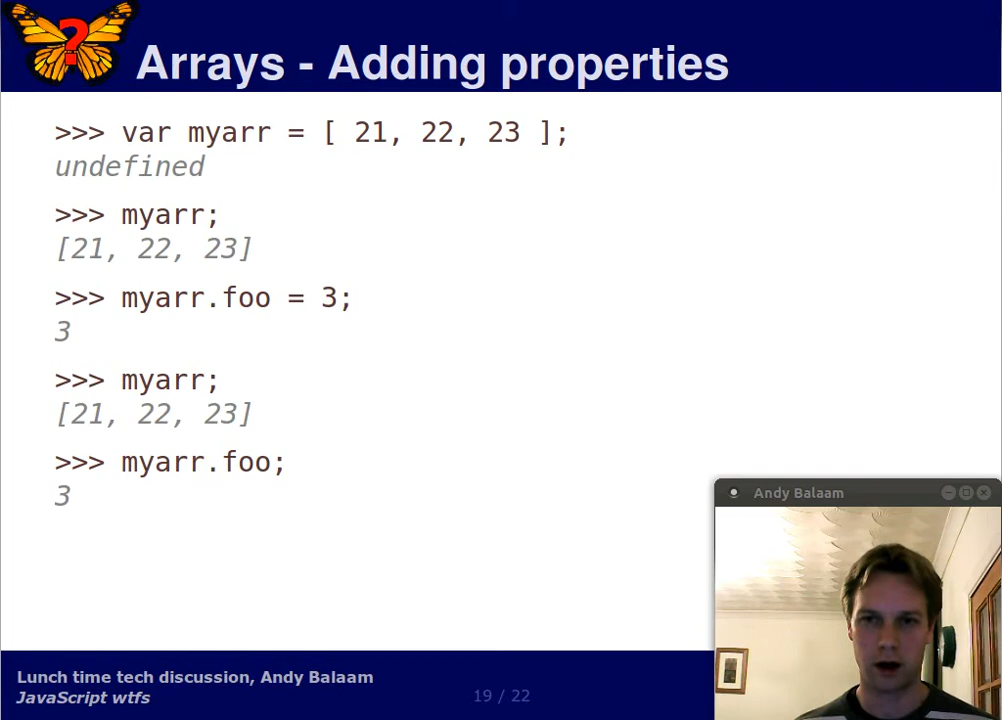 ?
Arrays - Adding properties
>>> var myarr = [ 21, 22, 23 ];
undefined
>>> myarr;
[21, 22, 23]
>>> myarr.foo = 3;
3
>>> myarr;
[21, 22, 23]
>>> myarr.foo;
3
Andy Balaam
Lunch time tech discussion, Andy Balaam
JavaScript wtfs
19 / 22